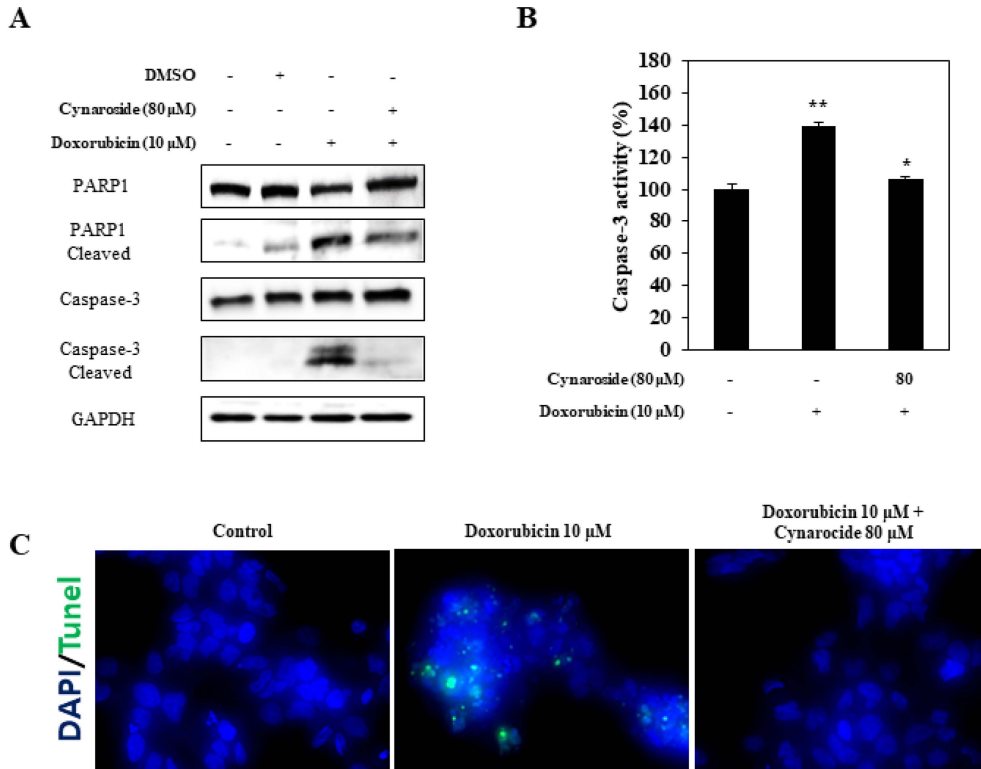 A
DMSO - + - -
Cynaroside (80 µM) - - - +
Doxorubicin (10 µM) - - + +
PARP1
PARP1
Cleaved
Caspase-3
Caspase-3
Cleaved
GAPDH
B
Caspase-3 activity (%)
180
160
140
120
100
80
60
40
20
0
**
*
Cynaroside (80 µM) - - 80
Doxorubicin (10 µM) - + +
C
Control
Doxorubicin 10 µM
Doxorubicin 10 µM +
Cynarocide 80 µM
DAPI/Tunel